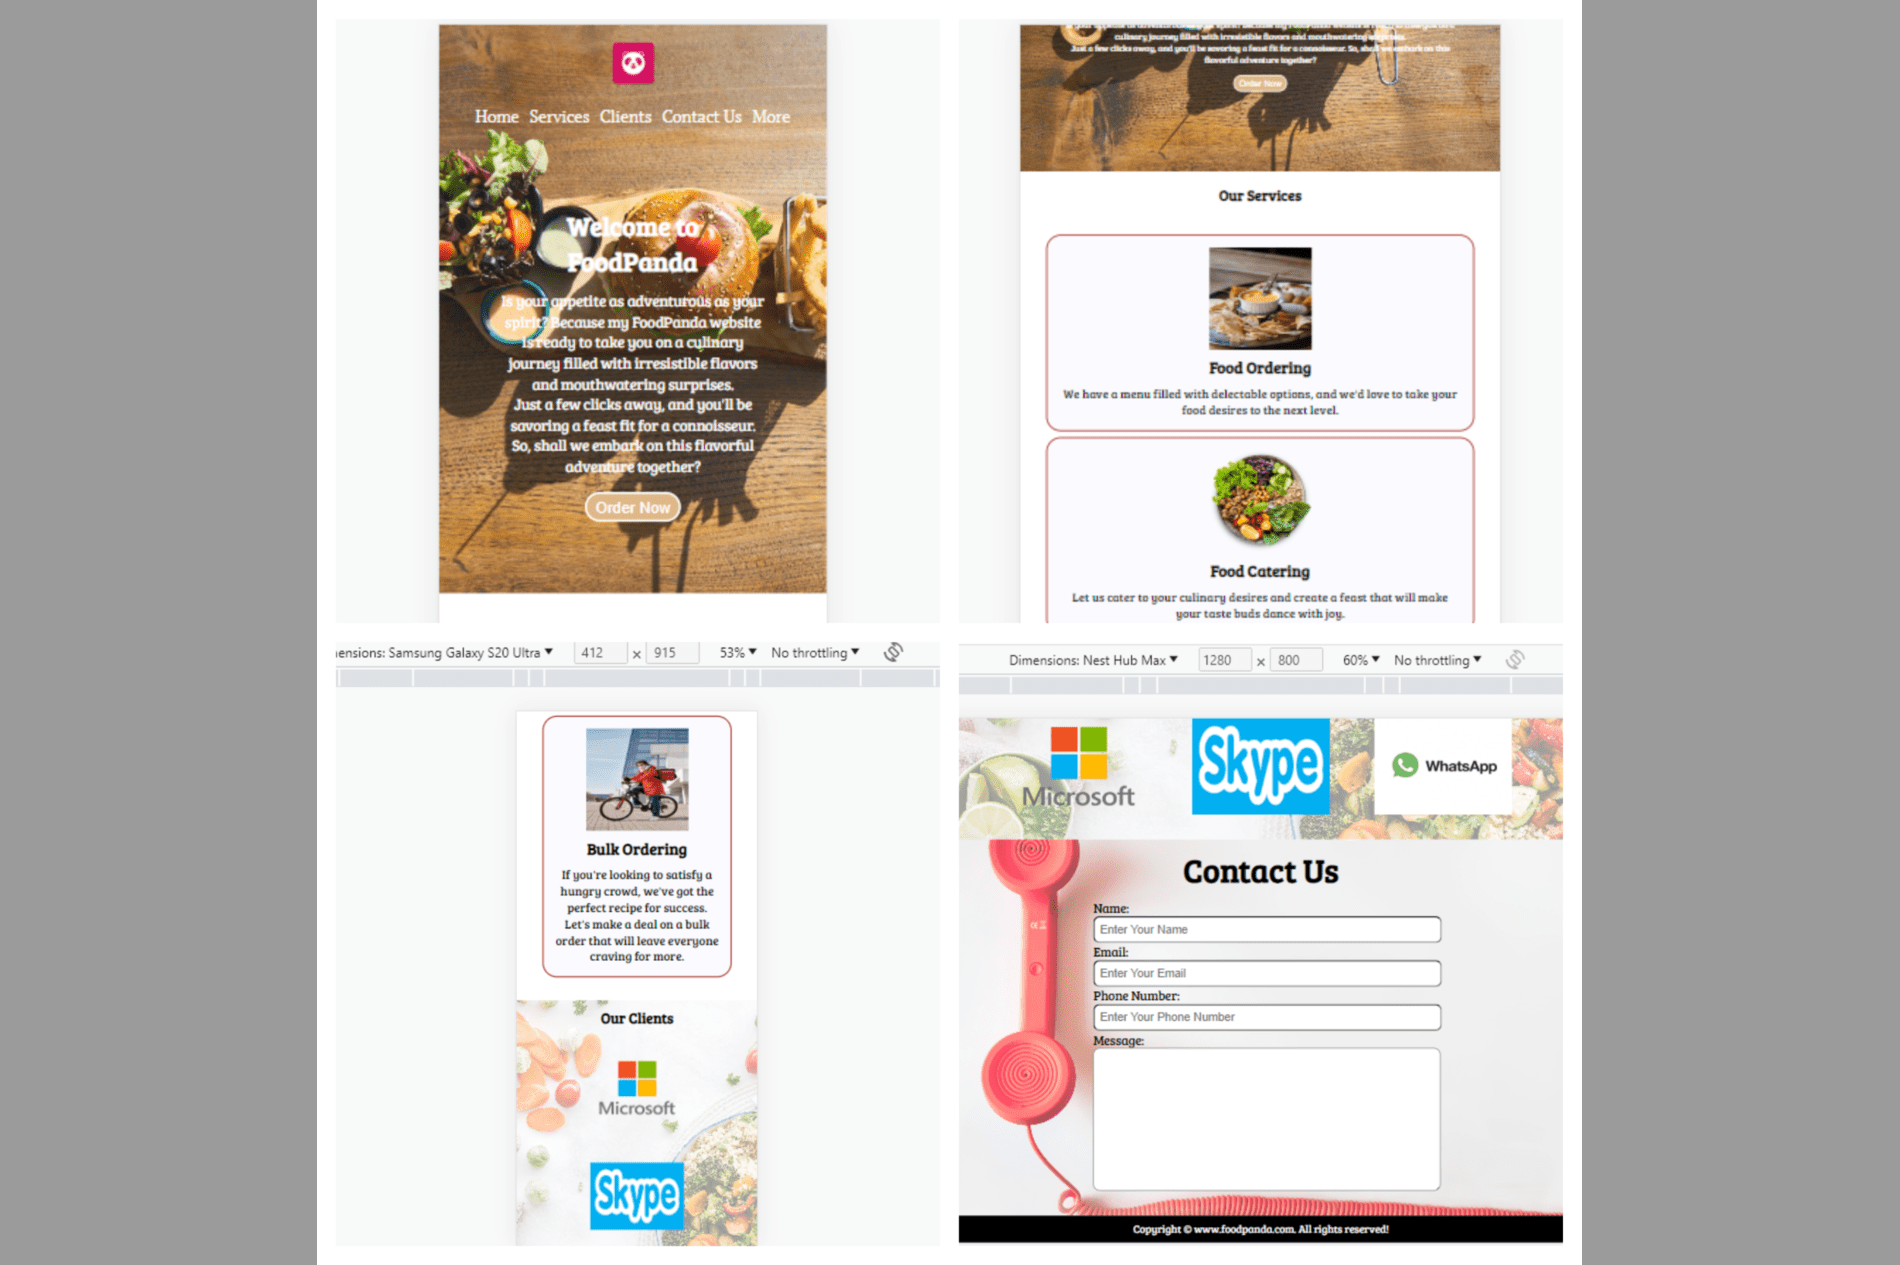 Home Services Clients Contact Us More
Welcome to
FoodPanda
Is your appetite as adventurous as your
spirit? Because my FoodPanda website
is ready to take you on a culinary
journey filled with irresistible flavors
and mouthwatering surprises.
Just a few clicks away, and you'll be
savoring a feast fit for a connoisseur.
So, shall we embark on this flavorful
adventure together?
Order Now
culinary journey filled with irresistible flavors and mouthwatering surprises.
Just a few clicks away, and you'll be savoring a feast fit for a connoisseur. So, shall we embark on this
flavorful adventure together?
Order Now
Our Services
Food Ordering
We have a menu filled with delectable options, and we'd love to take your
food desires to the next level.
Food Catering
Let us cater to your culinary desires and create a feast that will make
your taste buds dance with joy.
ensions: Samsung Galaxy S20 Ultra 412 x 915 53% No throttling
Bulk Ordering
If you're looking to satisfy a
hungry crowd, we've got the
perfect recipe for success.
Let's make a deal on a bulk
order that will leave everyone
craving for more.
Our Clients
Microsoft
Skype
Dimensions: Nest Hub Max 1280 x 800 60% No throttling
Microsoft
Skype
WhatsApp
Contact Us
Name:
Enter Your Name
Email:
Enter Your Email
Phone Number:
Enter Your Phone Number
Message:
Copyright © www.foodpanda.com. All rights reserved!